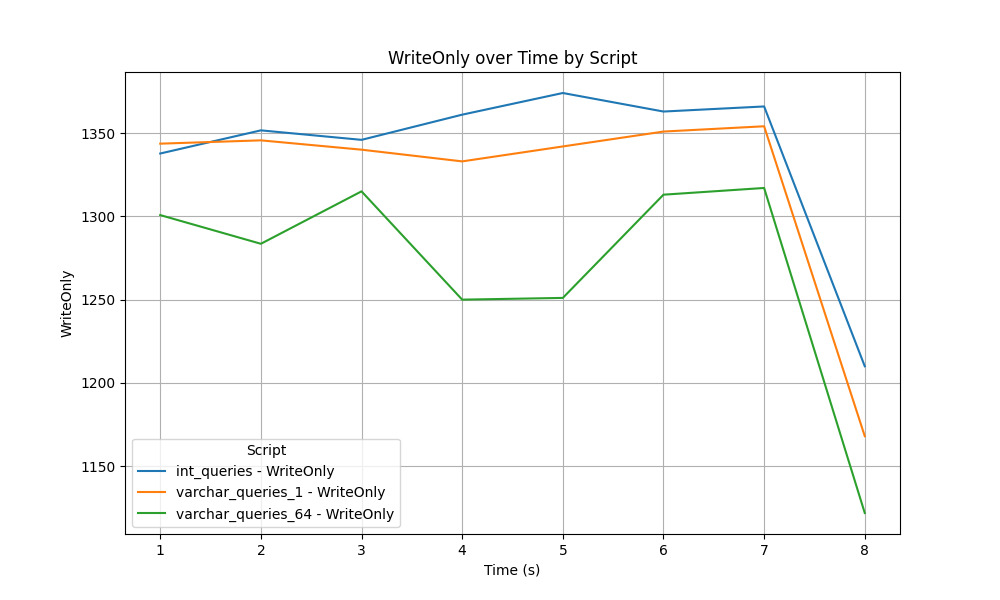 WriteOnly over Time by Script
WriteOnly
1350
1300
1250
1200
1150
Script
int_queries - WriteOnly
varchar_queries_1 - WriteOnly
varchar_queries_64 - WriteOnly
1 2 3 4 5 6 7 8
Time (s)